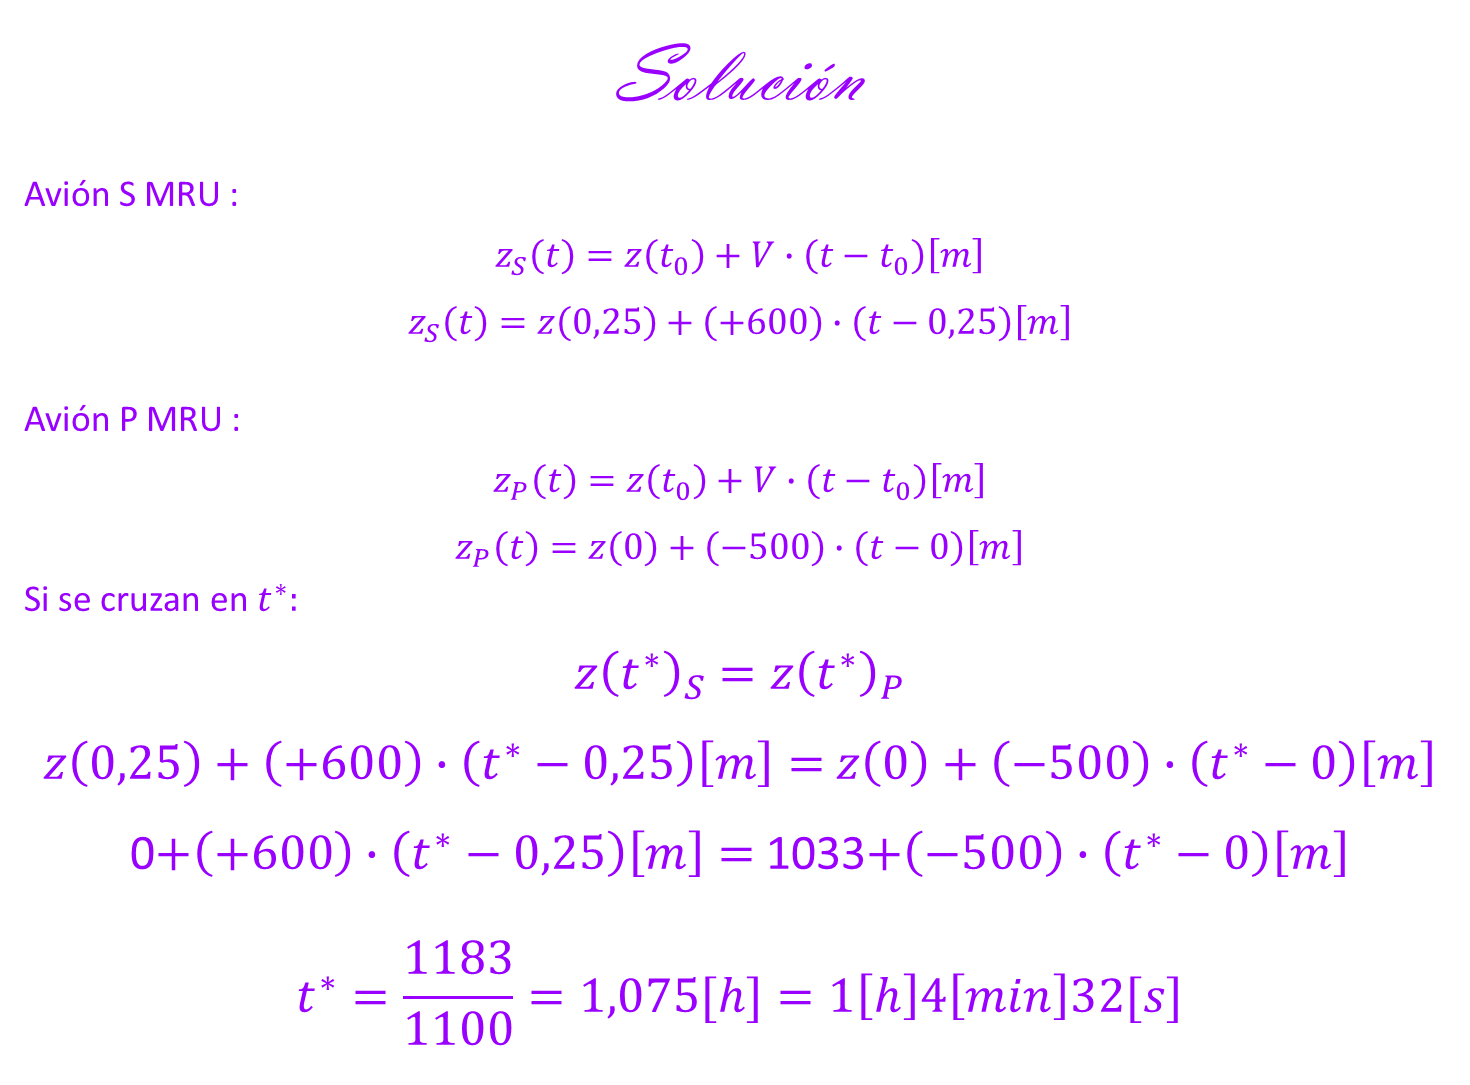 Solución
Avión S MRU :
z_S(t) = z(t_0) + V · (t − t_0)[m]
z_S(t) = z(0,25) + (+600) · (t − 0,25)[m]
Avión P MRU :
z_P(t) = z(t_0) + V · (t − t_0)[m]
z_P(t) = z(0) + (−500) · (t − 0)[m]
Si se cruzan en t*:
z(t*)_S = z(t*)_P
z(0,25) + (+600) · (t* − 0,25)[m] = z(0) + (−500) · (t* − 0)[m]
0+(+600) · (t* − 0,25)[m] = 1033+(−500) · (t* − 0)[m]
t* = 1183/1100 = 1,075[h] = 1[h]4[min]32[s]